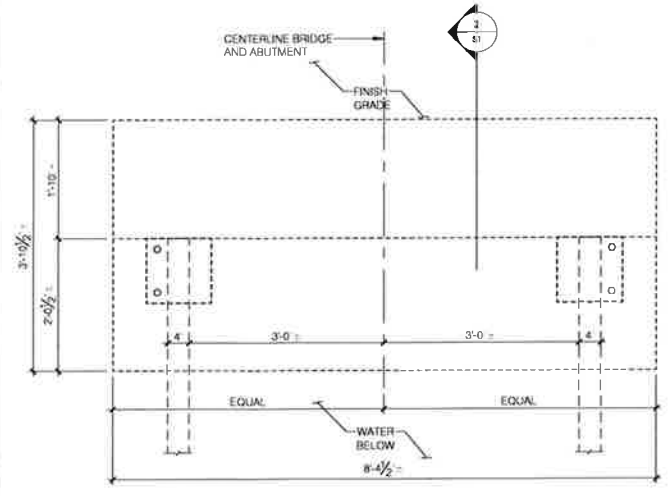 CENTERLINE BRIDGE
AND ABUTMENT
2
S1
FINISH
GRADE
1'-10" ±
3'-10½" ±
2'-0½" ±
4"
3'-0" ±
3'-0" ±
4"
EQUAL
EQUAL
WATER
BELOW
8'-4½" ±